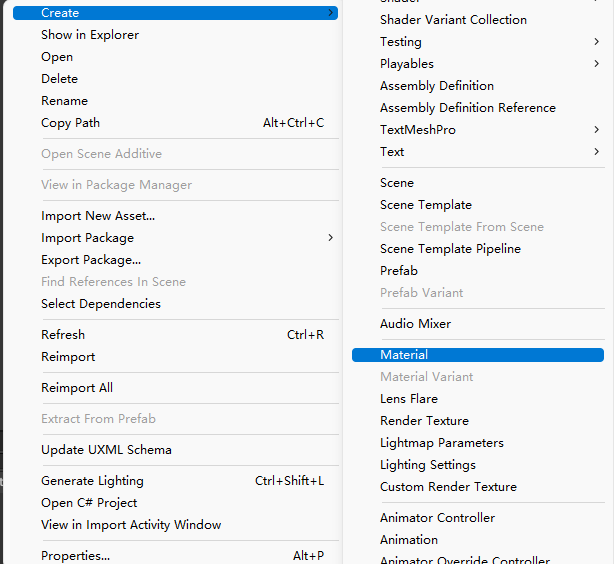 Create
Show in Explorer
Open
Delete
Rename
Copy Path Alt+Ctrl+C
Open Scene Additive
View in Package Manager
Import New Asset...
Import Package
Export Package...
Find References In Scene
Select Dependencies
Refresh Ctrl+R
Reimport
Reimport All
Extract From Prefab
Update UXML Schema
Generate Lighting Ctrl+Shift+L
Open C# Project
View in Import Activity Window
Properties... Alt+P
Shader
Shader Variant Collection
Testing
Playables
Assembly Definition
Assembly Definition Reference
TextMeshPro
Text
Scene
Scene Template
Scene Template From Scene
Scene Template Pipeline
Prefab
Prefab Variant
Audio Mixer
Material
Material Variant
Lens Flare
Render Texture
Lightmap Parameters
Lighting Settings
Custom Render Texture
Animator Controller
Animation
Animator Override Controller